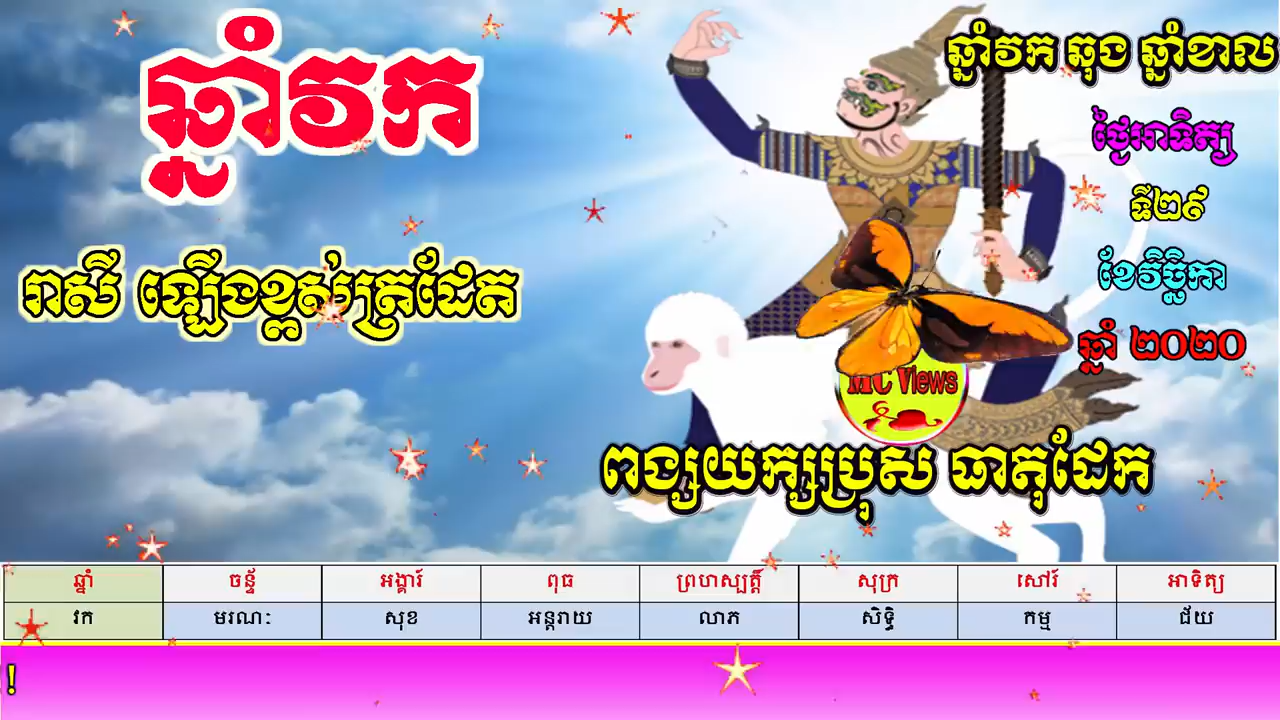 ឆ្នាំវក
រាសី ឡើងខ្ពស់ត្រដែត
ឆ្នាំវក ឆុង ឆ្នាំខាល
ថ្ងៃអាទិត្យ
ទី២៩
ខែវិច្ឆិកា
ឆ្នាំ ២០២០
MC Views
ពង្សយក្សប្រុស ធាតុដែក
ឆ្នាំ ចន្ទ័ អង្គារ៍ ពុធ ព្រហស្បត្តិ៍ សុក្រ សៅរ៍ អាទិត្យ
វក មរណៈ សុខ អន្តរាយ លាភ សិទ្ធិ កម្ម ជ័យ
!